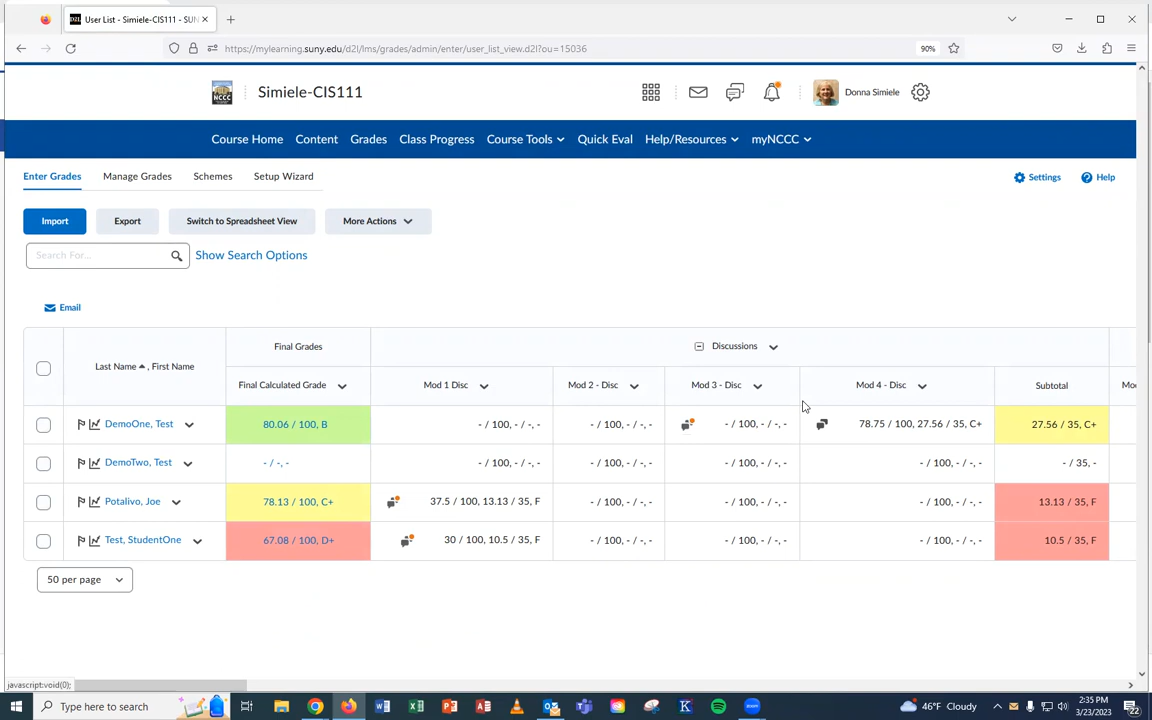 D2L User List - Simiele-CIS111 - SUN
https://mylearning.suny.edu/d2l/lms/grades/admin/enter/user_list_view.d2l?ou=15036 90%
NCCC Simiele-CIS111 Donna Simiele
Course Home Content Grades Class Progress Course Tools Quick Eval Help/Resources myNCCC
Enter Grades Manage Grades Schemes Setup Wizard Settings Help
Import Export Switch to Spreadsheet View More Actions
Search For... Show Search Options
Email
Last Name, First Name Final Grades Discussions
Final Calculated Grade Mod 1 Disc Mod 2 - Disc Mod 3 - Disc Mod 4 - Disc Subtotal Mo
DemoOne, Test 80.06 / 100, B - / 100, - / -, - - / 100, - / -, - - / 100, - / -, - 78.75 / 100, 27.56 / 35, C+ 27.56 / 35, C+
DemoTwo, Test - / -, - - / 100, - / -, - - / 100, - / -, - - / 100, - / -, - - / 100, - / -, - - / 35, -
Potalivo, Joe 78.13 / 100, C+ 37.5 / 100, 13.13 / 35, F - / 100, - / -, - - / 100, - / -, - - / 100, - / -, - 13.13 / 35, F
Test, StudentOne 67.08 / 100, D+ 30 / 100, 10.5 / 35, F - / 100, - / -, - - / 100, - / -, - - / 100, - / -, - 10.5 / 35, F
50 per page
javascript:void(0);
Type here to search 46°F Cloudy 2:35 PM
3/23/2023 22